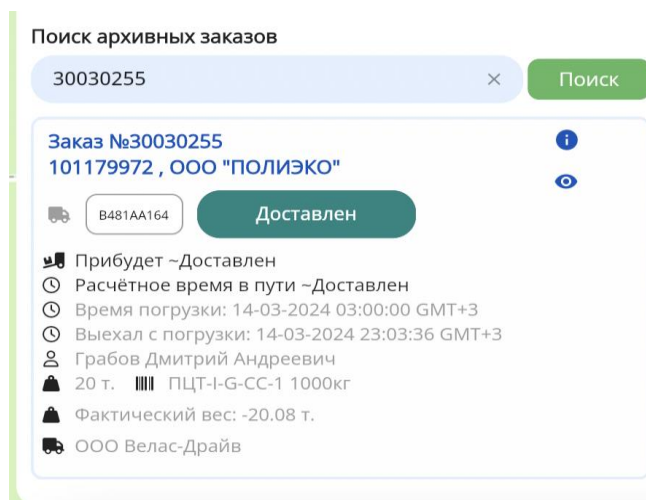 Поиск архивных заказов
30030255 × Поиск
Заказ №30030255
101179972 , ООО "ПОЛИЭКО"
В481АА164 Доставлен
Прибудет ~Доставлен
Расчётное время в пути ~Доставлен
Время погрузки: 14-03-2024 03:00:00 GMT+3
Выехал с погрузки: 14-03-2024 23:03:36 GMT+3
Грабов Дмитрий Андреевич
20 т. ПЦТ-I-G-CC-1 1000кг
Фактический вес: -20.08 т.
ООО Велас-Драйв